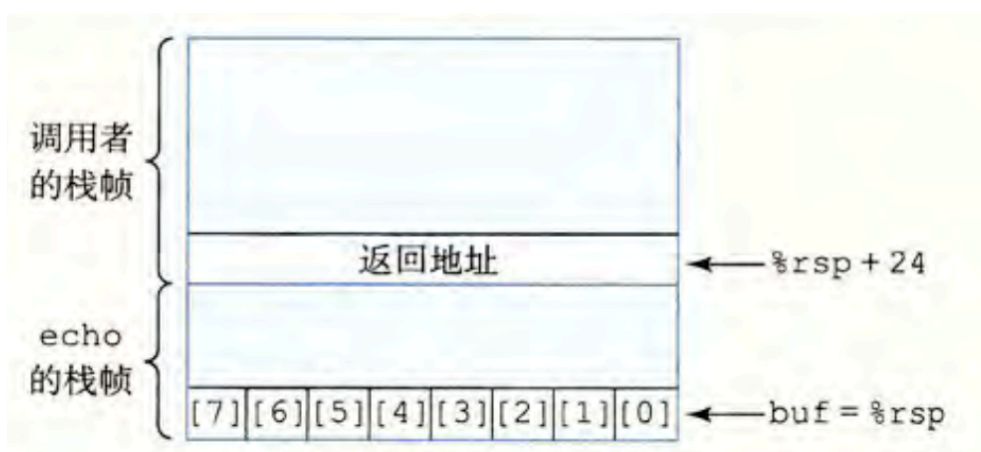 调用者
的栈帧
返回地址
%rsp + 24
echo
的栈帧
[7] [6] [5] [4] [3] [2] [1] [0]
buf = %rsp